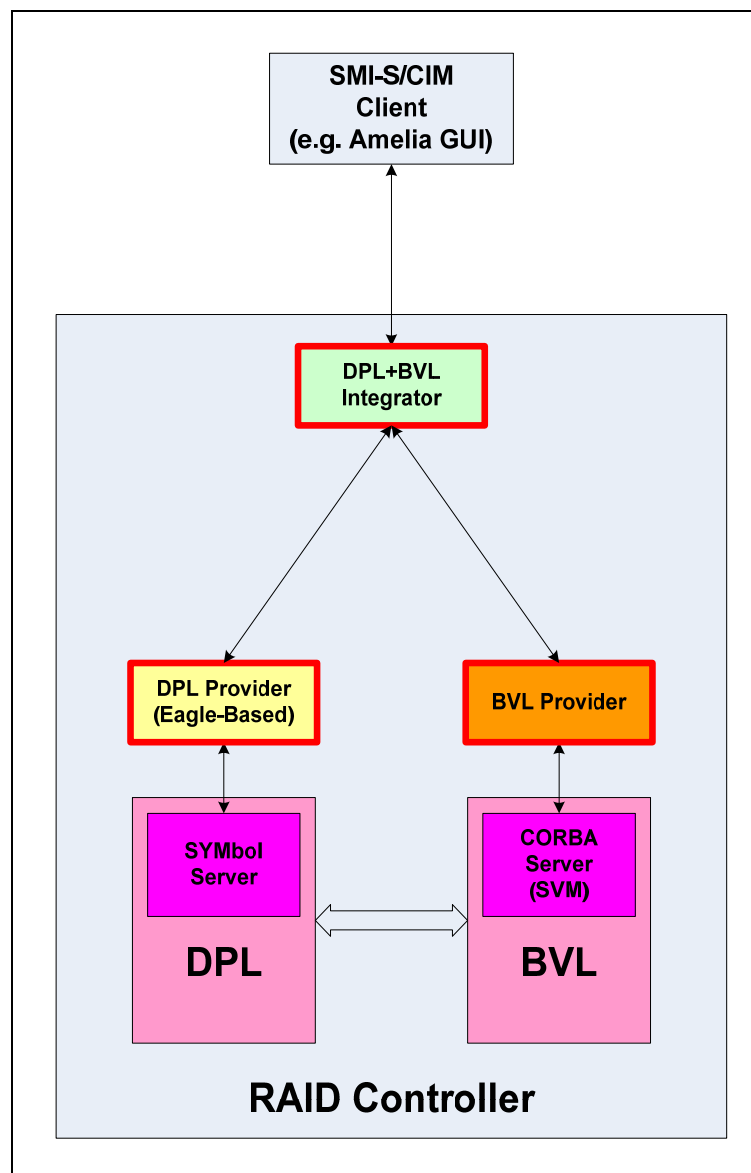 SMI-S/CIM
Client
(e.g. Amelia GUI)
DPL+BVL
Integrator
DPL Provider
(Eagle-Based)
BVL Provider
SYMbol
Server
CORBA
Server
(SVM)
DPL
BVL
RAID Controller